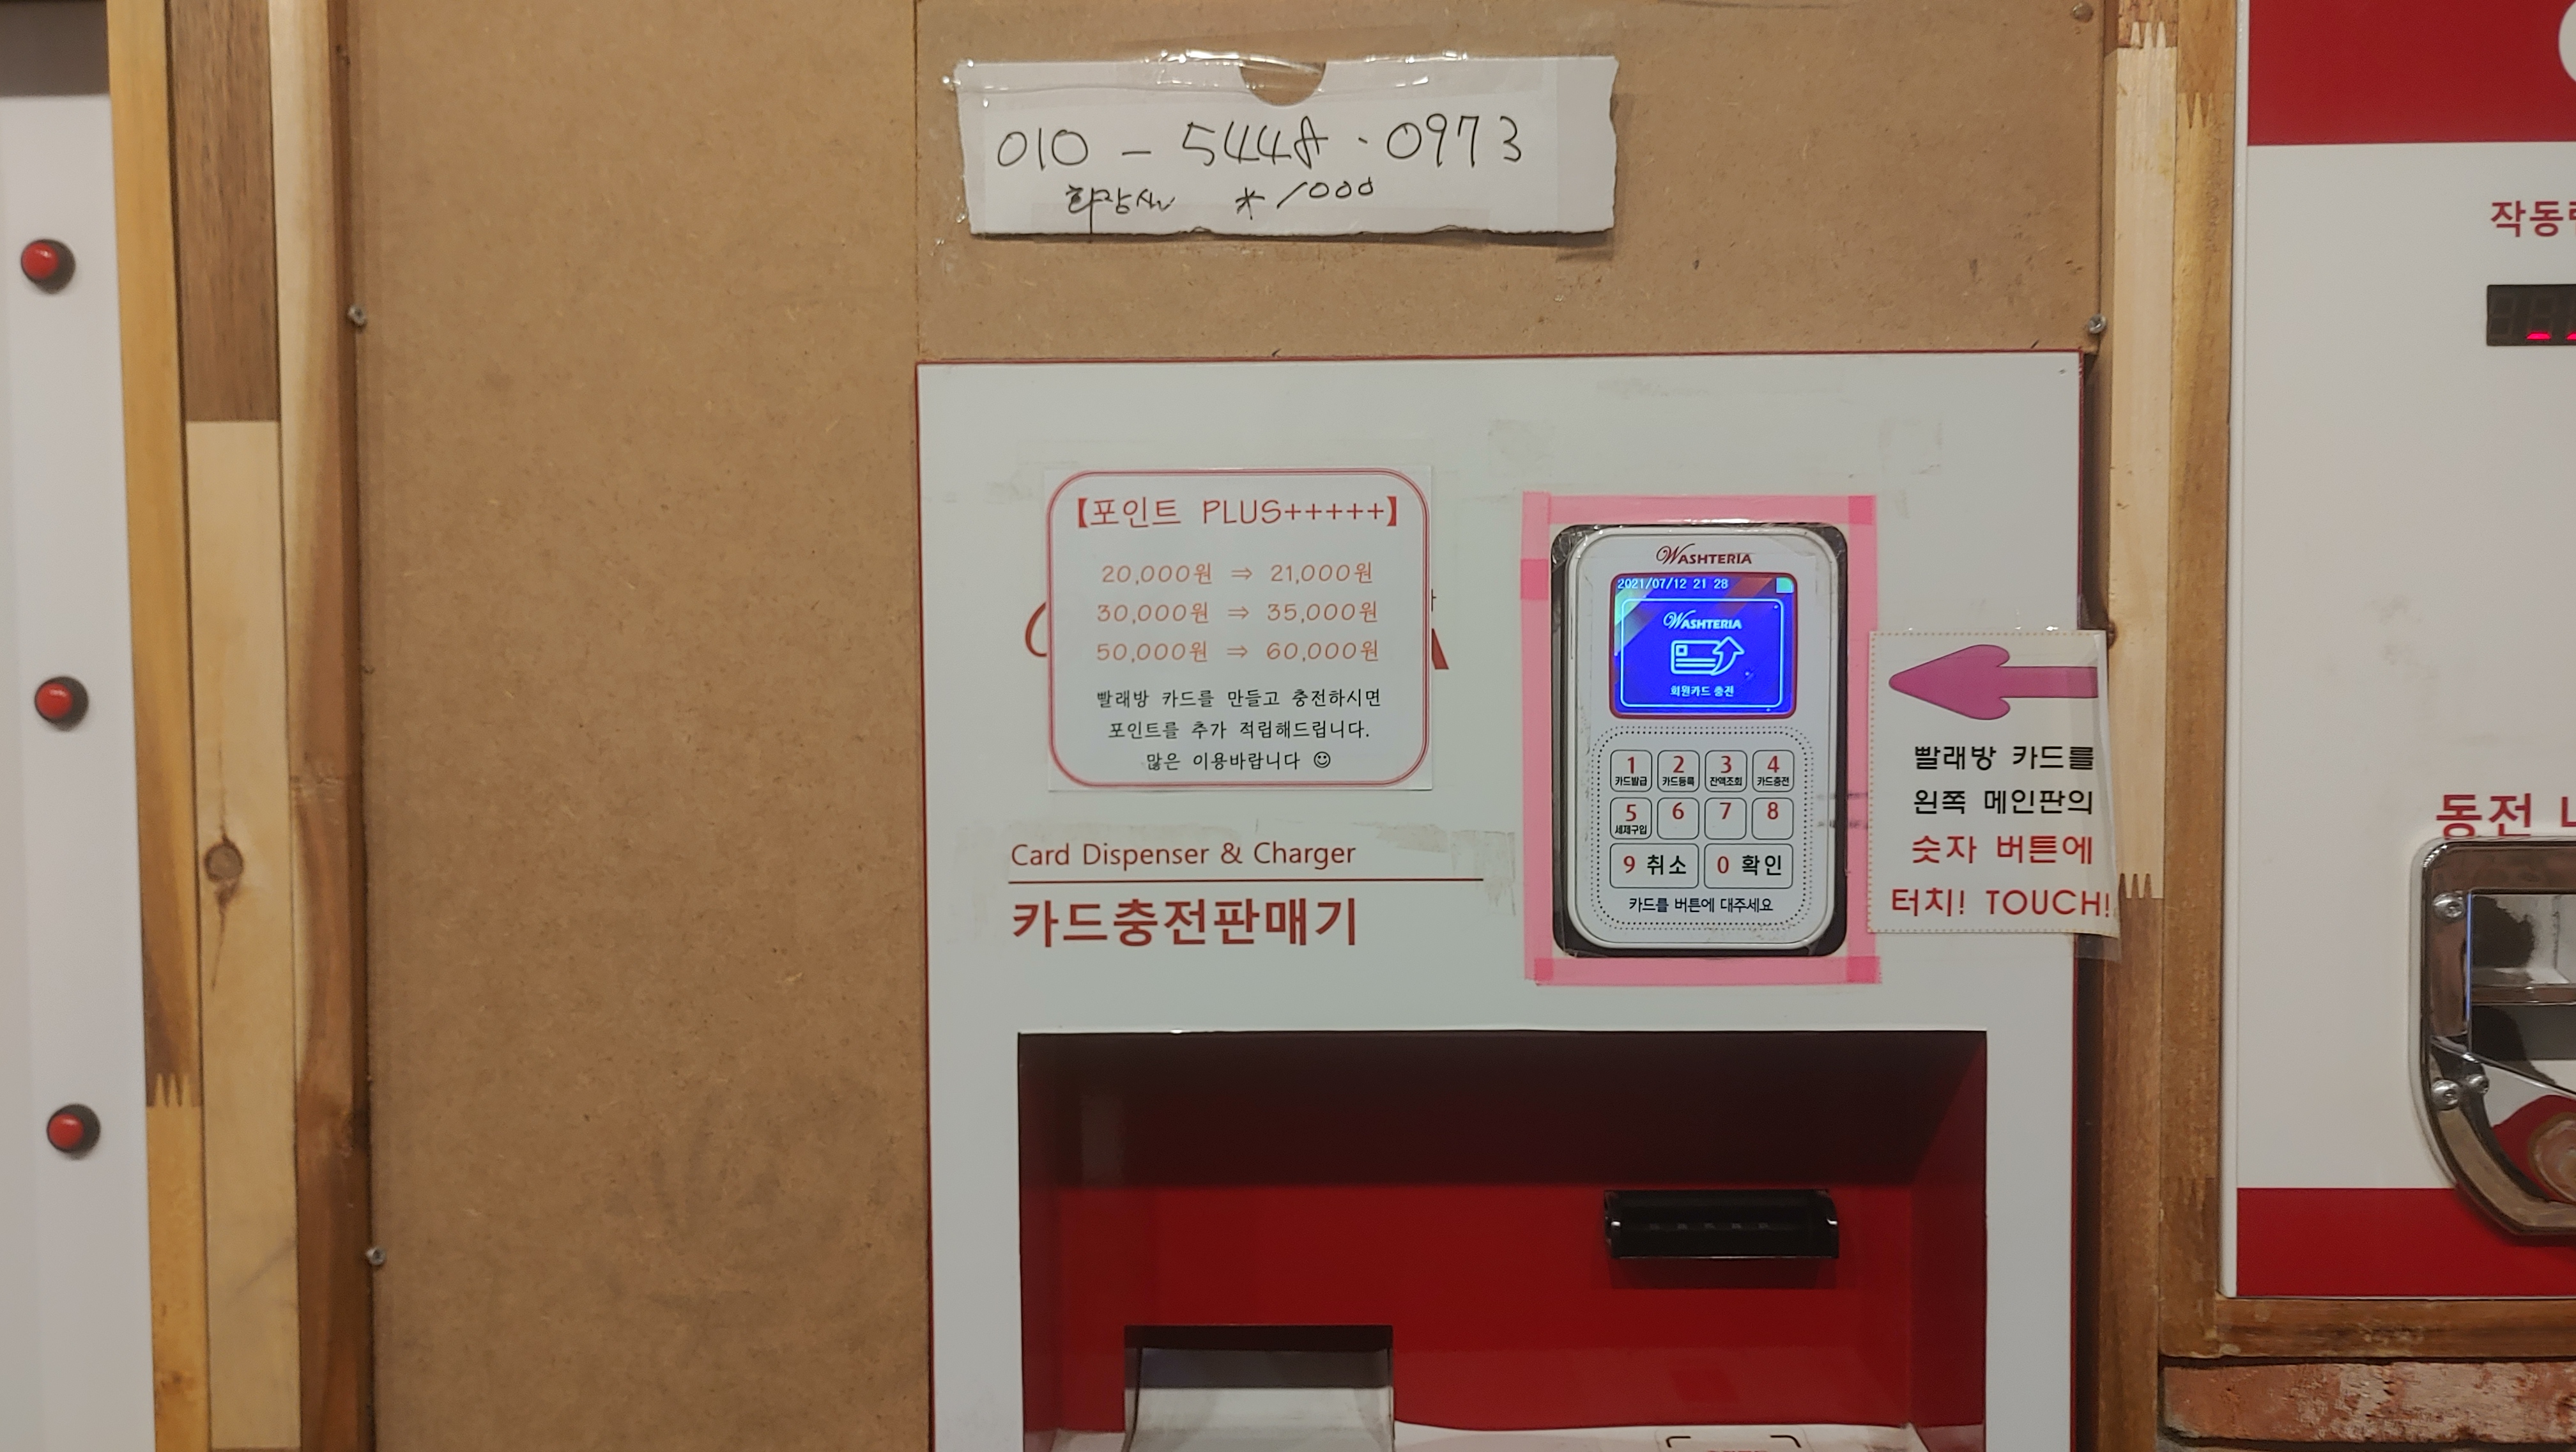 010 - 5448 - 0973
화장실 *1000
【포인트 PLUS+++++】
20,000원 ⇒ 21,000원
30,000원 ⇒ 35,000원
50,000원 ⇒ 60,000원
빨래방 카드를 만들고 충전하시면
포인트를 추가 적립해드립니다.
많은 이용바랍니다 ☺
Card Dispenser & Charger
카드충전판매기
WASHTERIA
2021/07/12 21 28
WASHTERIA
회원카드 충전
1 2 3 4
카드발급 카드등록 잔액조회 카드충전
5 6 7 8
세제구입
9 취소 0 확인
카드를 버튼에 대주세요
빨래방 카드를
왼쪽 메인판의
숫자 버튼에
터치! TOUCH!
작동
동전